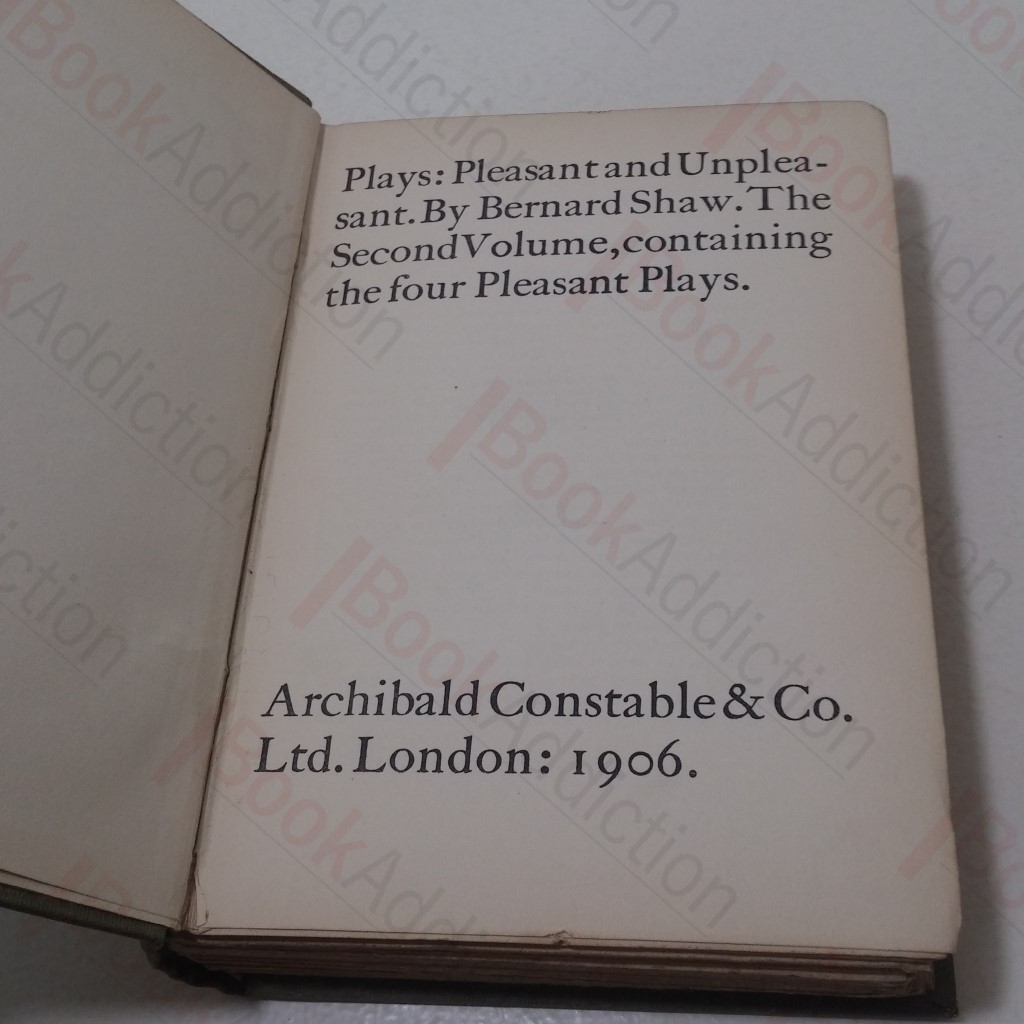 Plays: Pleasant and Unplea-
sant. By Bernard Shaw. The
Second Volume, containing
the four Pleasant Plays.
Archibald Constable & Co.
Ltd. London: 1906.
BookAddiction